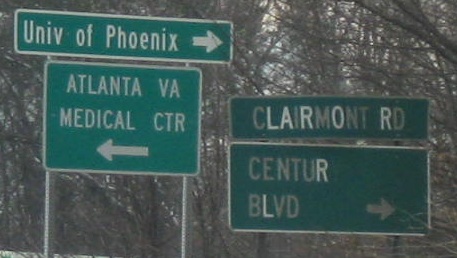 Univ of Phoenix
ATLANTA VA
MEDICAL CTR
CLAIRMONT RD
CENTUR
BLVD